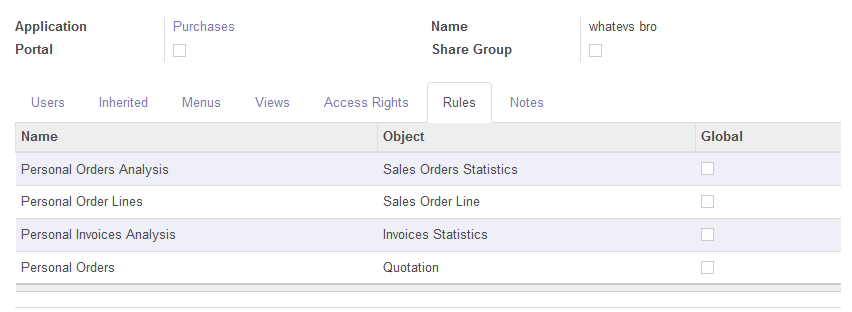 Application Purchases Name whatevs bro
Portal Share Group
Users Inherited Menus Views Access Rights Rules Notes
Name Object Global
Personal Orders Analysis Sales Orders Statistics
Personal Order Lines Sales Order Line
Personal Invoices Analysis Invoices Statistics
Personal Orders Quotation